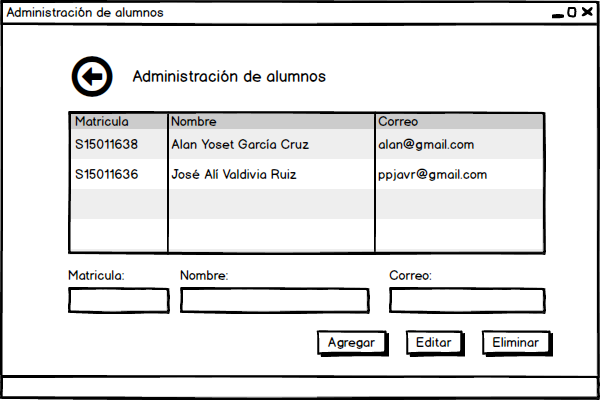 Administración de alumnos
Administración de alumnos
Matricula Nombre Correo
S15011638 Alan Yoset García Cruz alan@gmail.com
S15011636 José Alí Valdivia Ruiz ppjavr@gmail.com
Matricula: Nombre: Correo:
Agregar Editar Eliminar